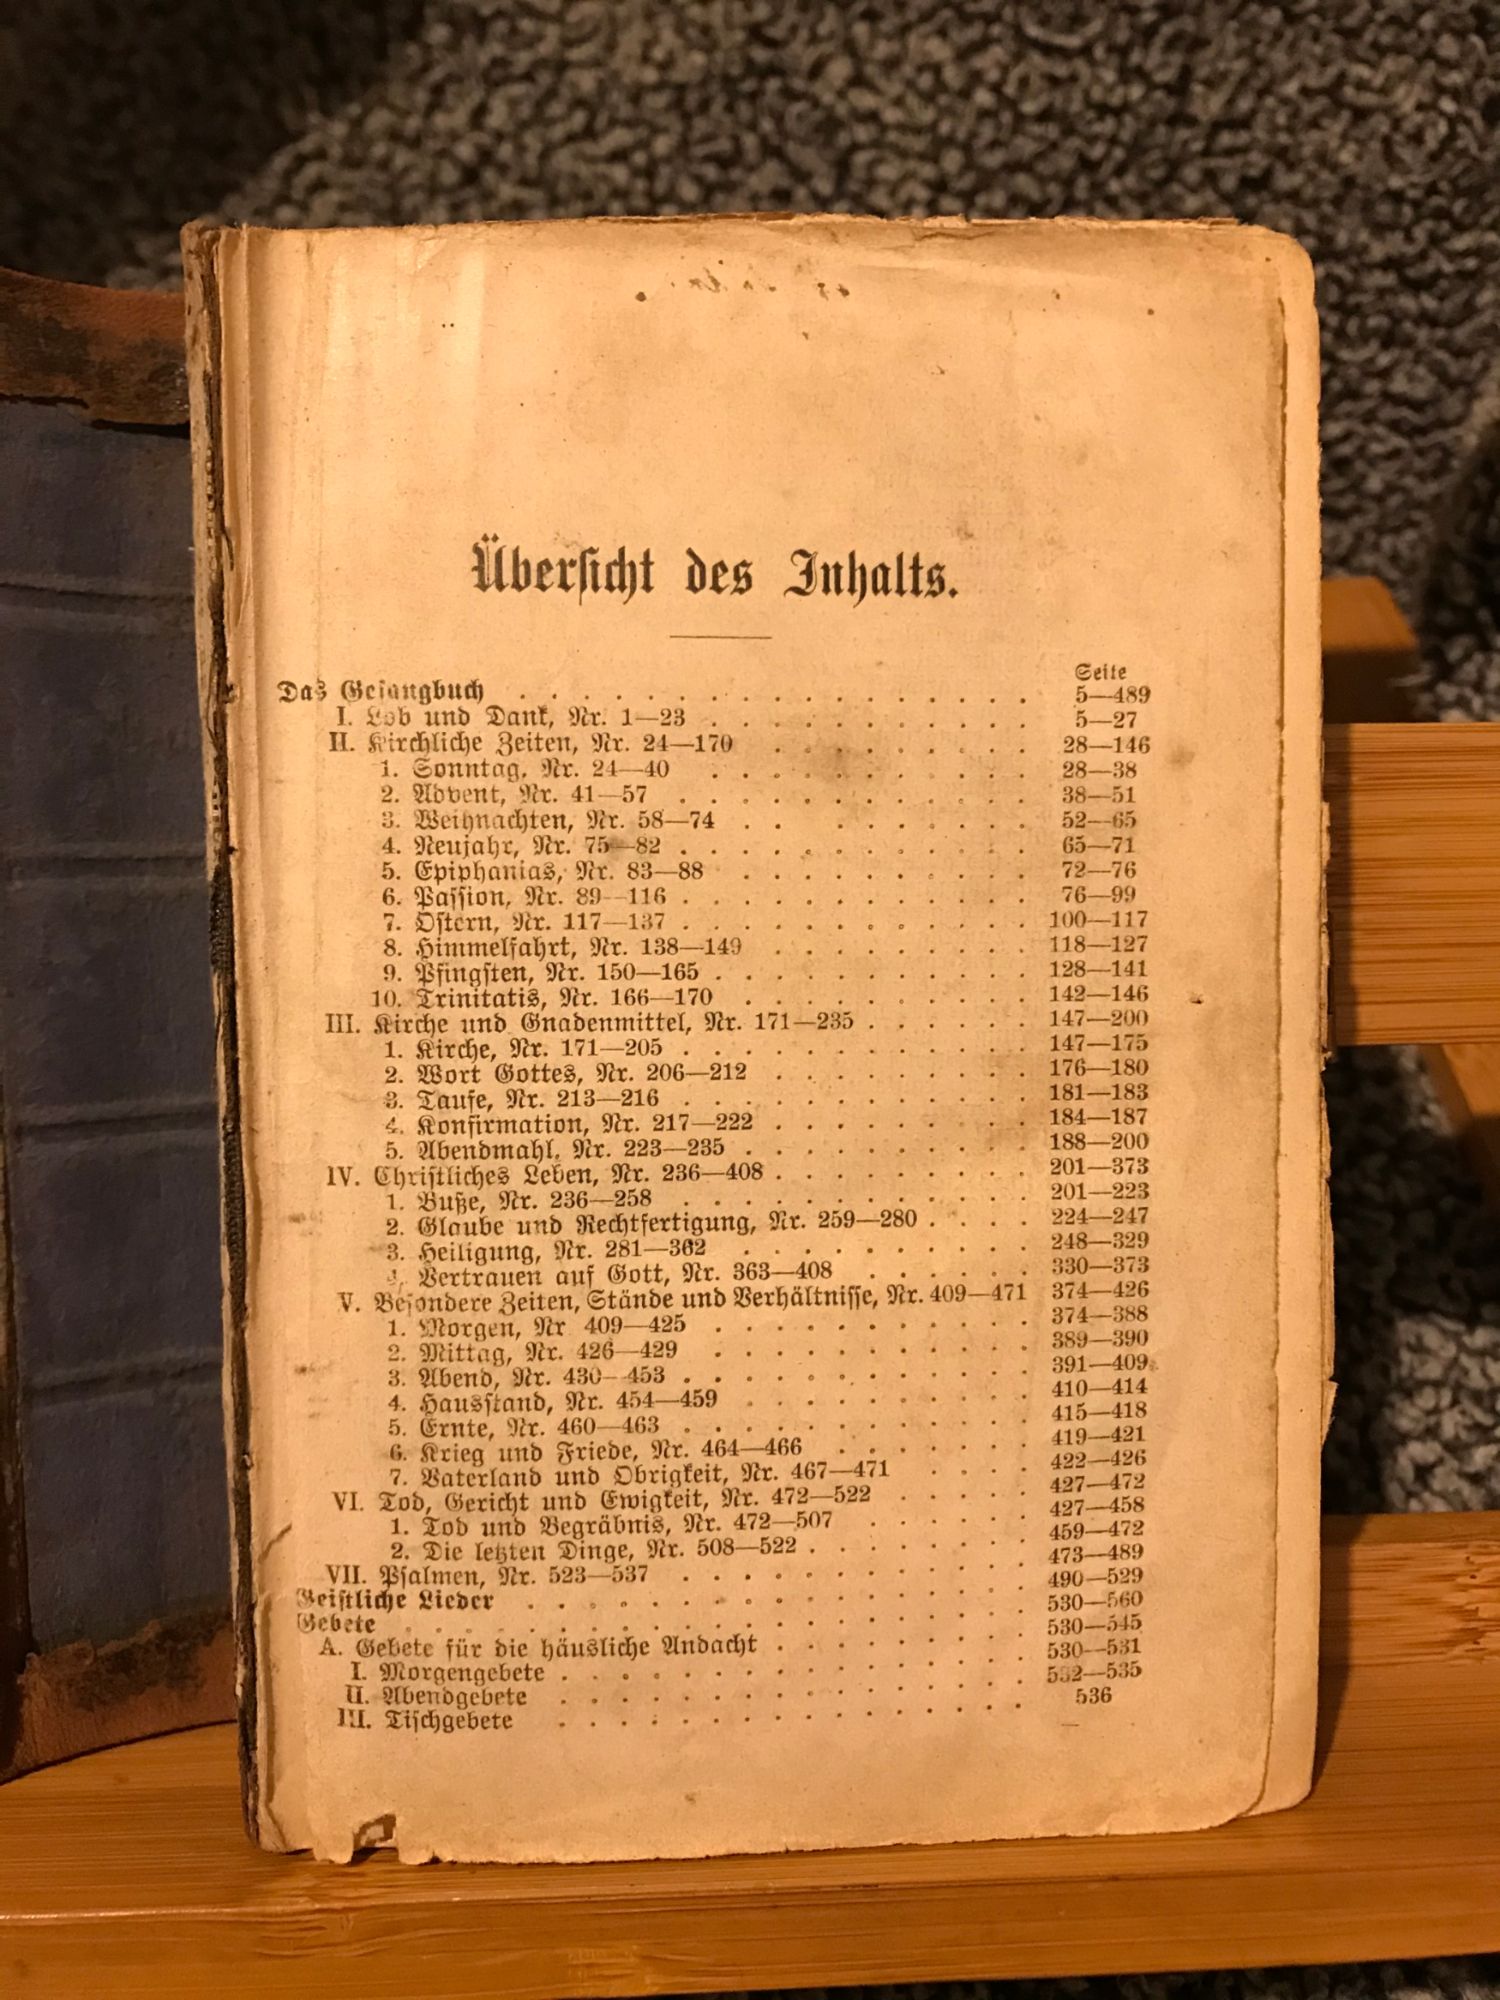 Übersicht des Inhalts.
Seite
Das Gesangbuch . . . . . . . . . . . . . . 5—489
I. Lob und Dank, Nr. 1—23 . . . . . . . . . . 5—27
II. Kirchliche Zeiten, Nr. 24—170 . . . . . . . . . 28—146
1. Sonntag, Nr. 24—40 . . . . . . . . . . 28—38
2. Advent, Nr. 41—57 . . . . . . . . . . . 38—51
3. Weihnachten, Nr. 58—74 . . . . . . . . . 52—65
4. Neujahr, Nr. 75—82 . . . . . . . . . . . 65—71
5. Epiphanias, Nr. 83—88 . . . . . . . . . 72—76
6. Passion, Nr. 89—116 . . . . . . . . . . . 76—99
7. Ostern, Nr. 117—137 . . . . . . . . . . . 100—117
8. Himmelfahrt, Nr. 138—149 . . . . . . . . . 118—127
9. Pfingsten, Nr. 150—165 . . . . . . . . . . 128—141
10. Trinitatis, Nr. 166—170 . . . . . . . . . 142—146
III. Kirche und Gnadenmittel, Nr. 171—235 . . . . . . 147—200
1. Kirche, Nr. 171—205 . . . . . . . . . . . 147—175
2. Wort Gottes, Nr. 206—212 . . . . . . . . . 176—180
3. Taufe, Nr. 213—216 . . . . . . . . . . . 181—183
4. Konfirmation, Nr. 217—222 . . . . . . . . . 184—187
5. Abendmahl, Nr. 223—235 . . . . . . . . . . 188—200
IV. Christliches Leben, Nr. 236—408 . . . . . . . . . 201—373
1. Buße, Nr. 236—258 . . . . . . . . . . . 201—223
2. Glaube und Rechtfertigung, Nr. 259—280 . . . . 224—247
3. Heiligung, Nr. 281—362 . . . . . . . . . 248—329
4. Vertrauen auf Gott, Nr. 363—408 . . . . . . 330—373
V. Besondere Zeiten, Stände und Verhältnisse, Nr. 409—471 374—426
1. Morgen, Nr. 409—425 . . . . . . . . . . 374—388
2. Mittag, Nr. 426—429 . . . . . . . . . . 389—390
3. Abend, Nr. 430—453 . . . . . . . . . . . 391—409
4. Hausstand, Nr. 454—459 . . . . . . . . . 410—414
5. Ernte, Nr. 460—463 . . . . . . . . . . . 415—418
6. Krieg und Friede, Nr. 464—466 . . . . . . 419—421
7. Vaterland und Obrigkeit, Nr. 467—471 . . . . 422—426
VI. Tod, Gericht und Ewigkeit, Nr. 472—522 . . . . . 427—472
1. Tod und Begräbnis, Nr. 472—507 . . . . . . 427—458
2. Die letzten Dinge, Nr. 508—522 . . . . . . . . 459—472
VII. Psalmen, Nr. 523—537 . . . . . . . . . . . 473—489
Geistliche Lieder . . . . . . . . . . . . . . 490—529
Gebete . . . . . . . . . . . . . . . . . 530—560
A. Gebete für die häusliche Andacht . . . . . . . . 530—545
I. Morgengebete . . . . . . . . . . . . . 530—531
II. Abendgebete . . . . . . . . . . . . . 532—535
III. Tischgebete . . . . . . . . . . . . . 536